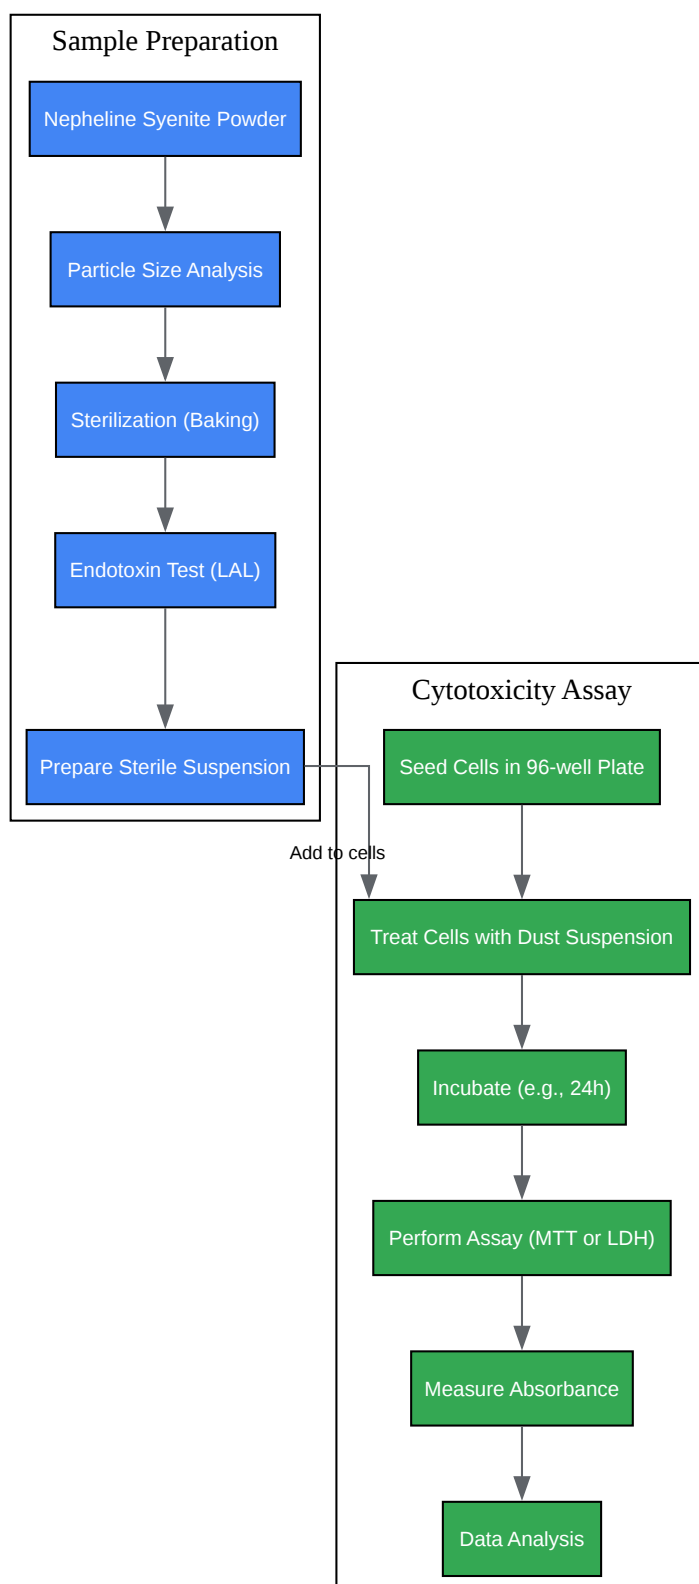 Sample Preparation
Nepheline Syenite Powder
Particle Size Analysis
Sterilization (Baking)
Endotoxin Test (LAL)
Prepare Sterile Suspension
Add to cells
Cytotoxicity Assay
Seed Cells in 96-well Plate
Treat Cells with Dust Suspension
Incubate (e.g., 24h)
Perform Assay (MTT or LDH)
Measure Absorbance
Data Analysis